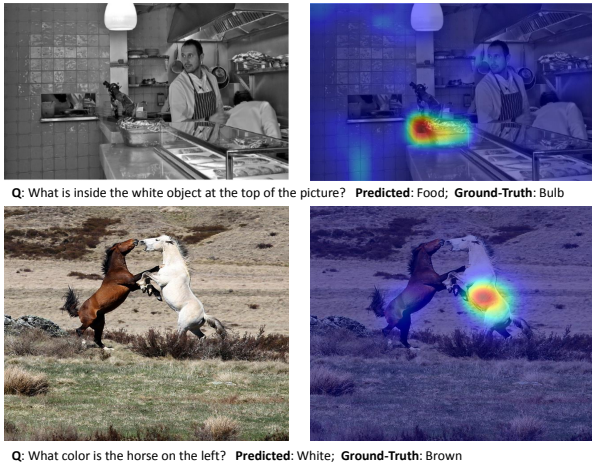 Q: What is inside the white object at the top of the picture? Predicted: Food; Ground-Truth: Bulb
Q: What color is the horse on the left? Predicted: White; Ground-Truth: Brown